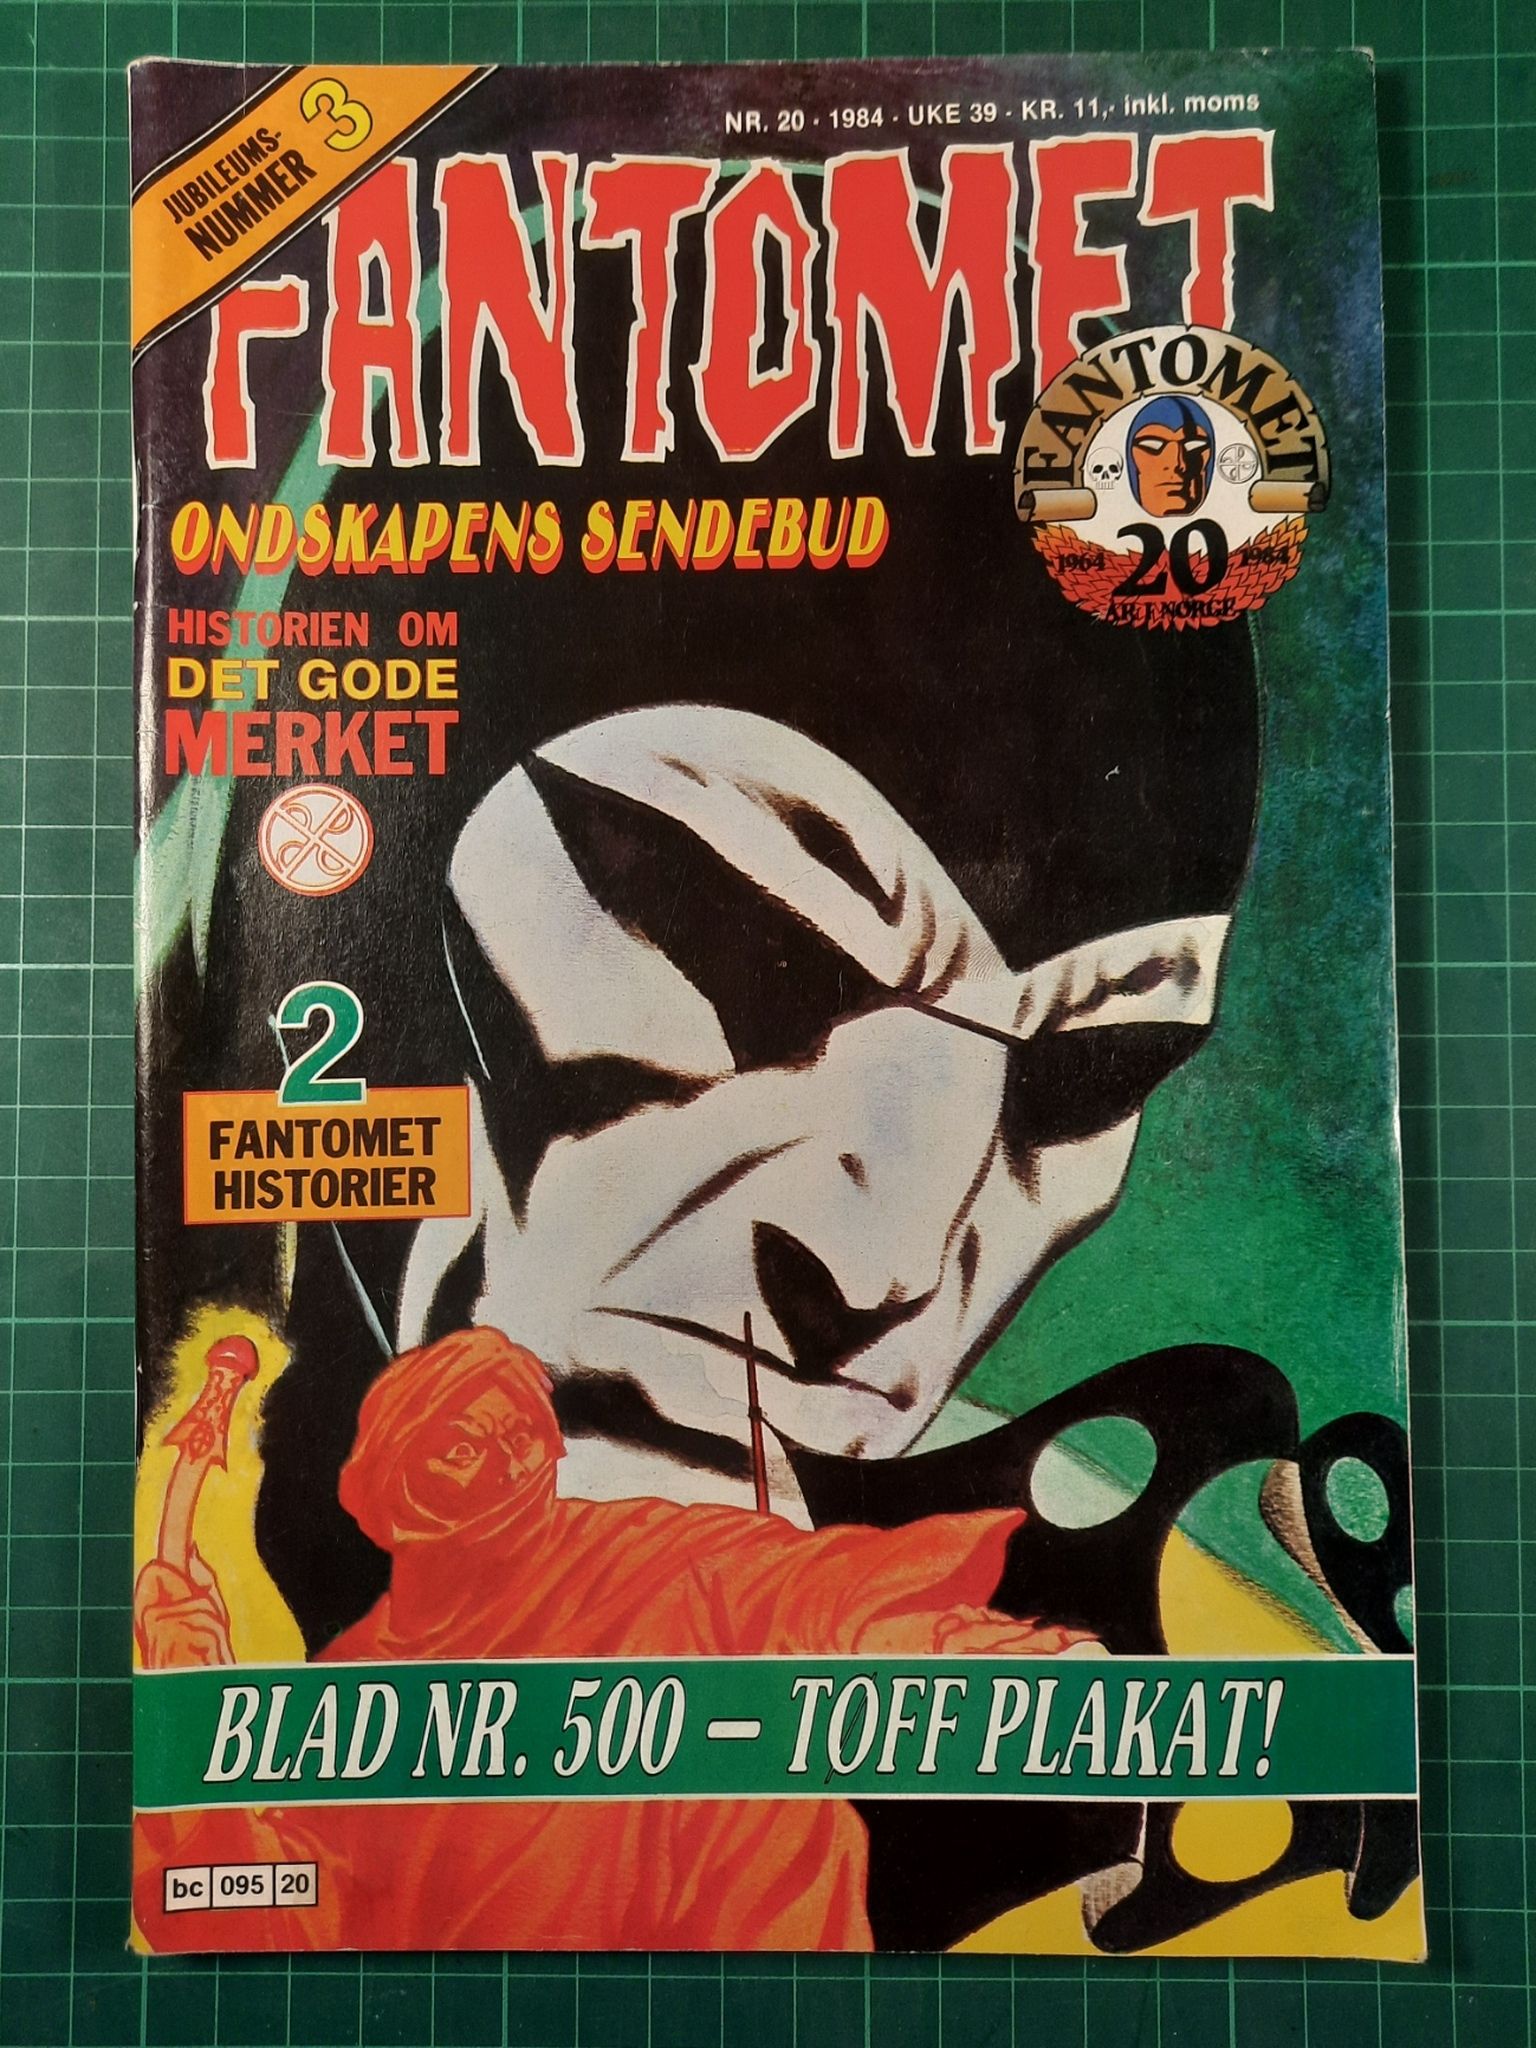 JUBILEUMS-
NUMMER 3
NR. 20 - 1984 - UKE 39 - KR. 11,- inkl. moms
FANTOMET
FANTOMET
1964 20 1984
ÅR I NORGE
ONDSKAPENS SENDEBUD
HISTORIEN OM
DET GODE
MERKET
2
FANTOMET
HISTORIER
BLAD NR. 500 – TØFF PLAKAT!
bc 095 20